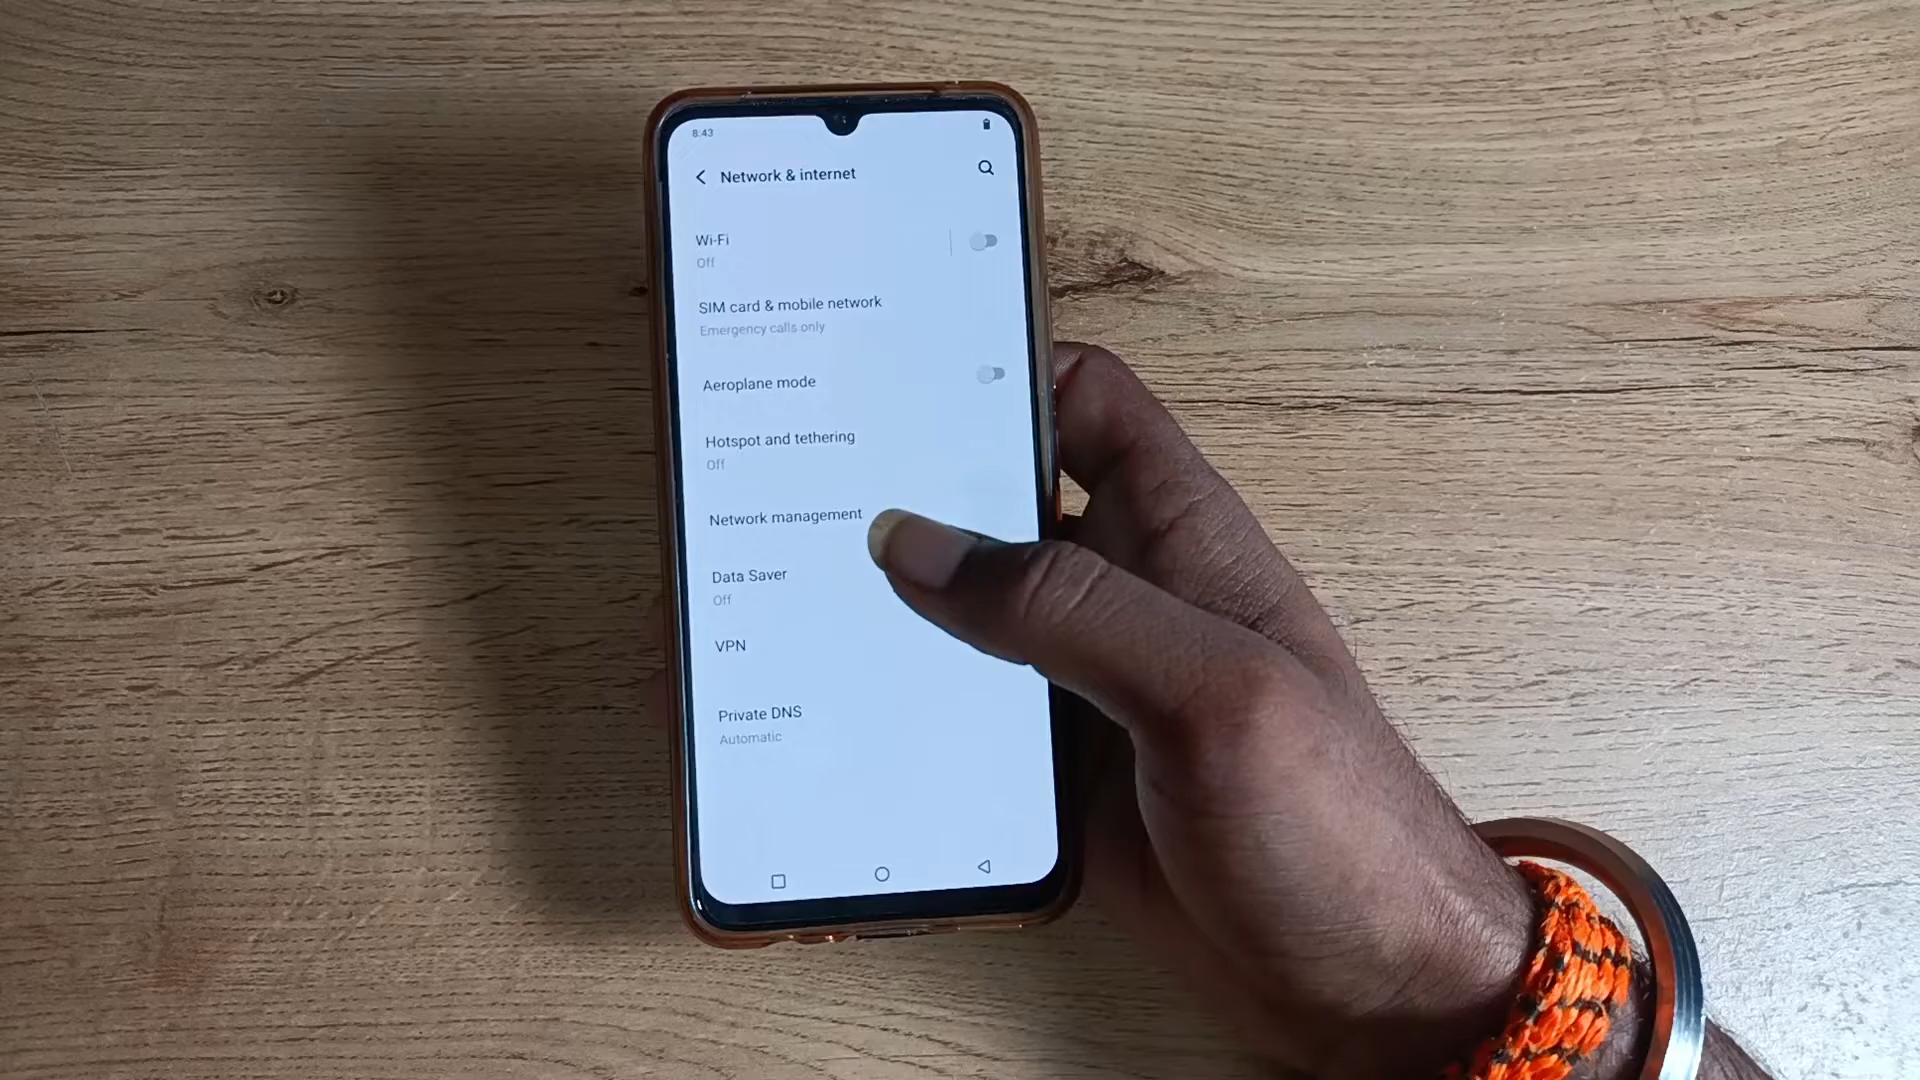 8:43
Network & internet
Wi-Fi
Off
SIM card & mobile network
Emergency calls only
Aeroplane mode
Hotspot and tethering
Off
Network management
Data Saver
Off
VPN
Private DNS
Automatic